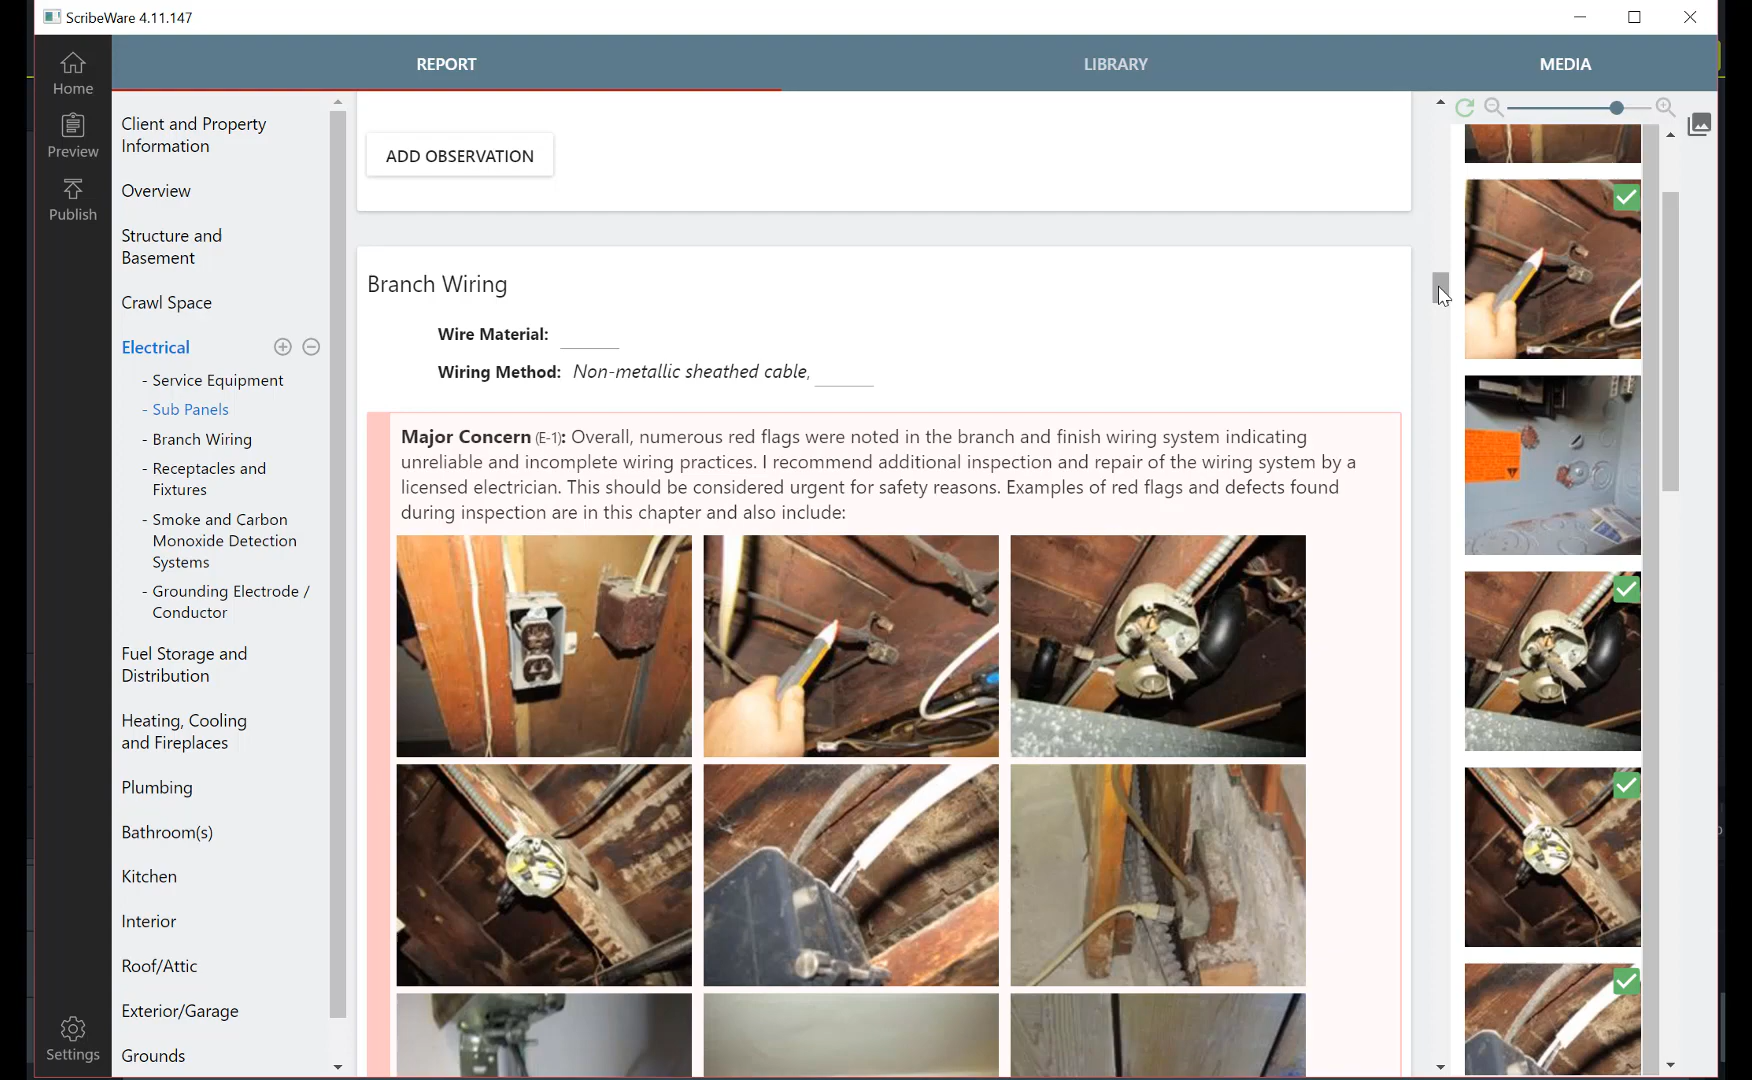 ScribeWare 4.11.147
REPORT
LIBRARY
MEDIA
Home
Preview
Publish
Settings
Client and Property
Information
Overview
Structure and
Basement
Crawl Space
Electrical
- Service Equipment
- Sub Panels
- Branch Wiring
- Receptacles and
Fixtures
- Smoke and Carbon
Monoxide Detection
Systems
- Grounding Electrode /
Conductor
Fuel Storage and
Distribution
Heating, Cooling
and Fireplaces
Plumbing
Bathroom(s)
Kitchen
Interior
Roof/Attic
Exterior/Garage
Grounds
ADD OBSERVATION
Branch Wiring
Wire Material:
Wiring Method: Non-metallic sheathed cable,
Major Concern (E-1): Overall, numerous red flags were noted in the branch and finish wiring system indicating
unreliable and incomplete wiring practices. I recommend additional inspection and repair of the wiring system by a
licensed electrician. This should be considered urgent for safety reasons. Examples of red flags and defects found
during inspection are in this chapter and also include: